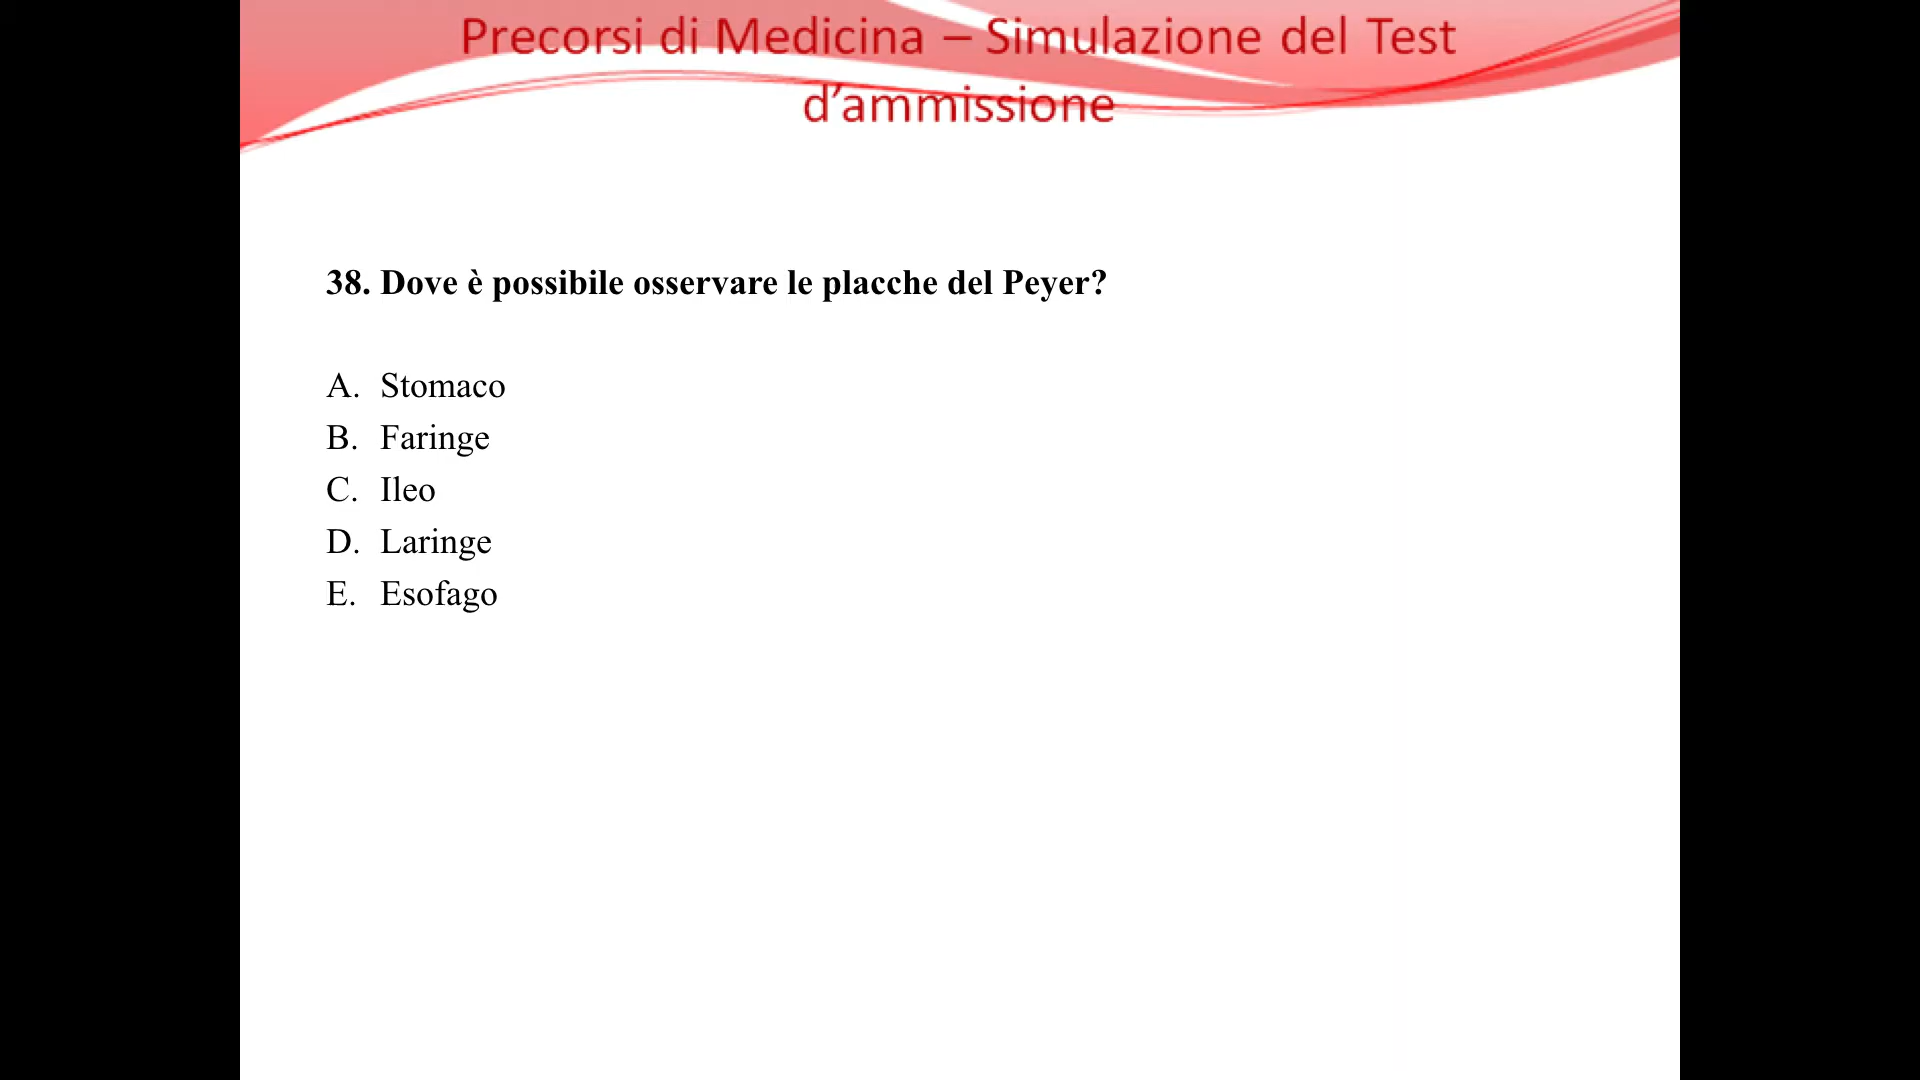 Precorsi di Medicina – Simulazione del Test
d’ammissione
38. Dove è possibile osservare le placche del Peyer?
A. Stomaco
B. Faringe
C. Ileo
D. Laringe
E. Esofago